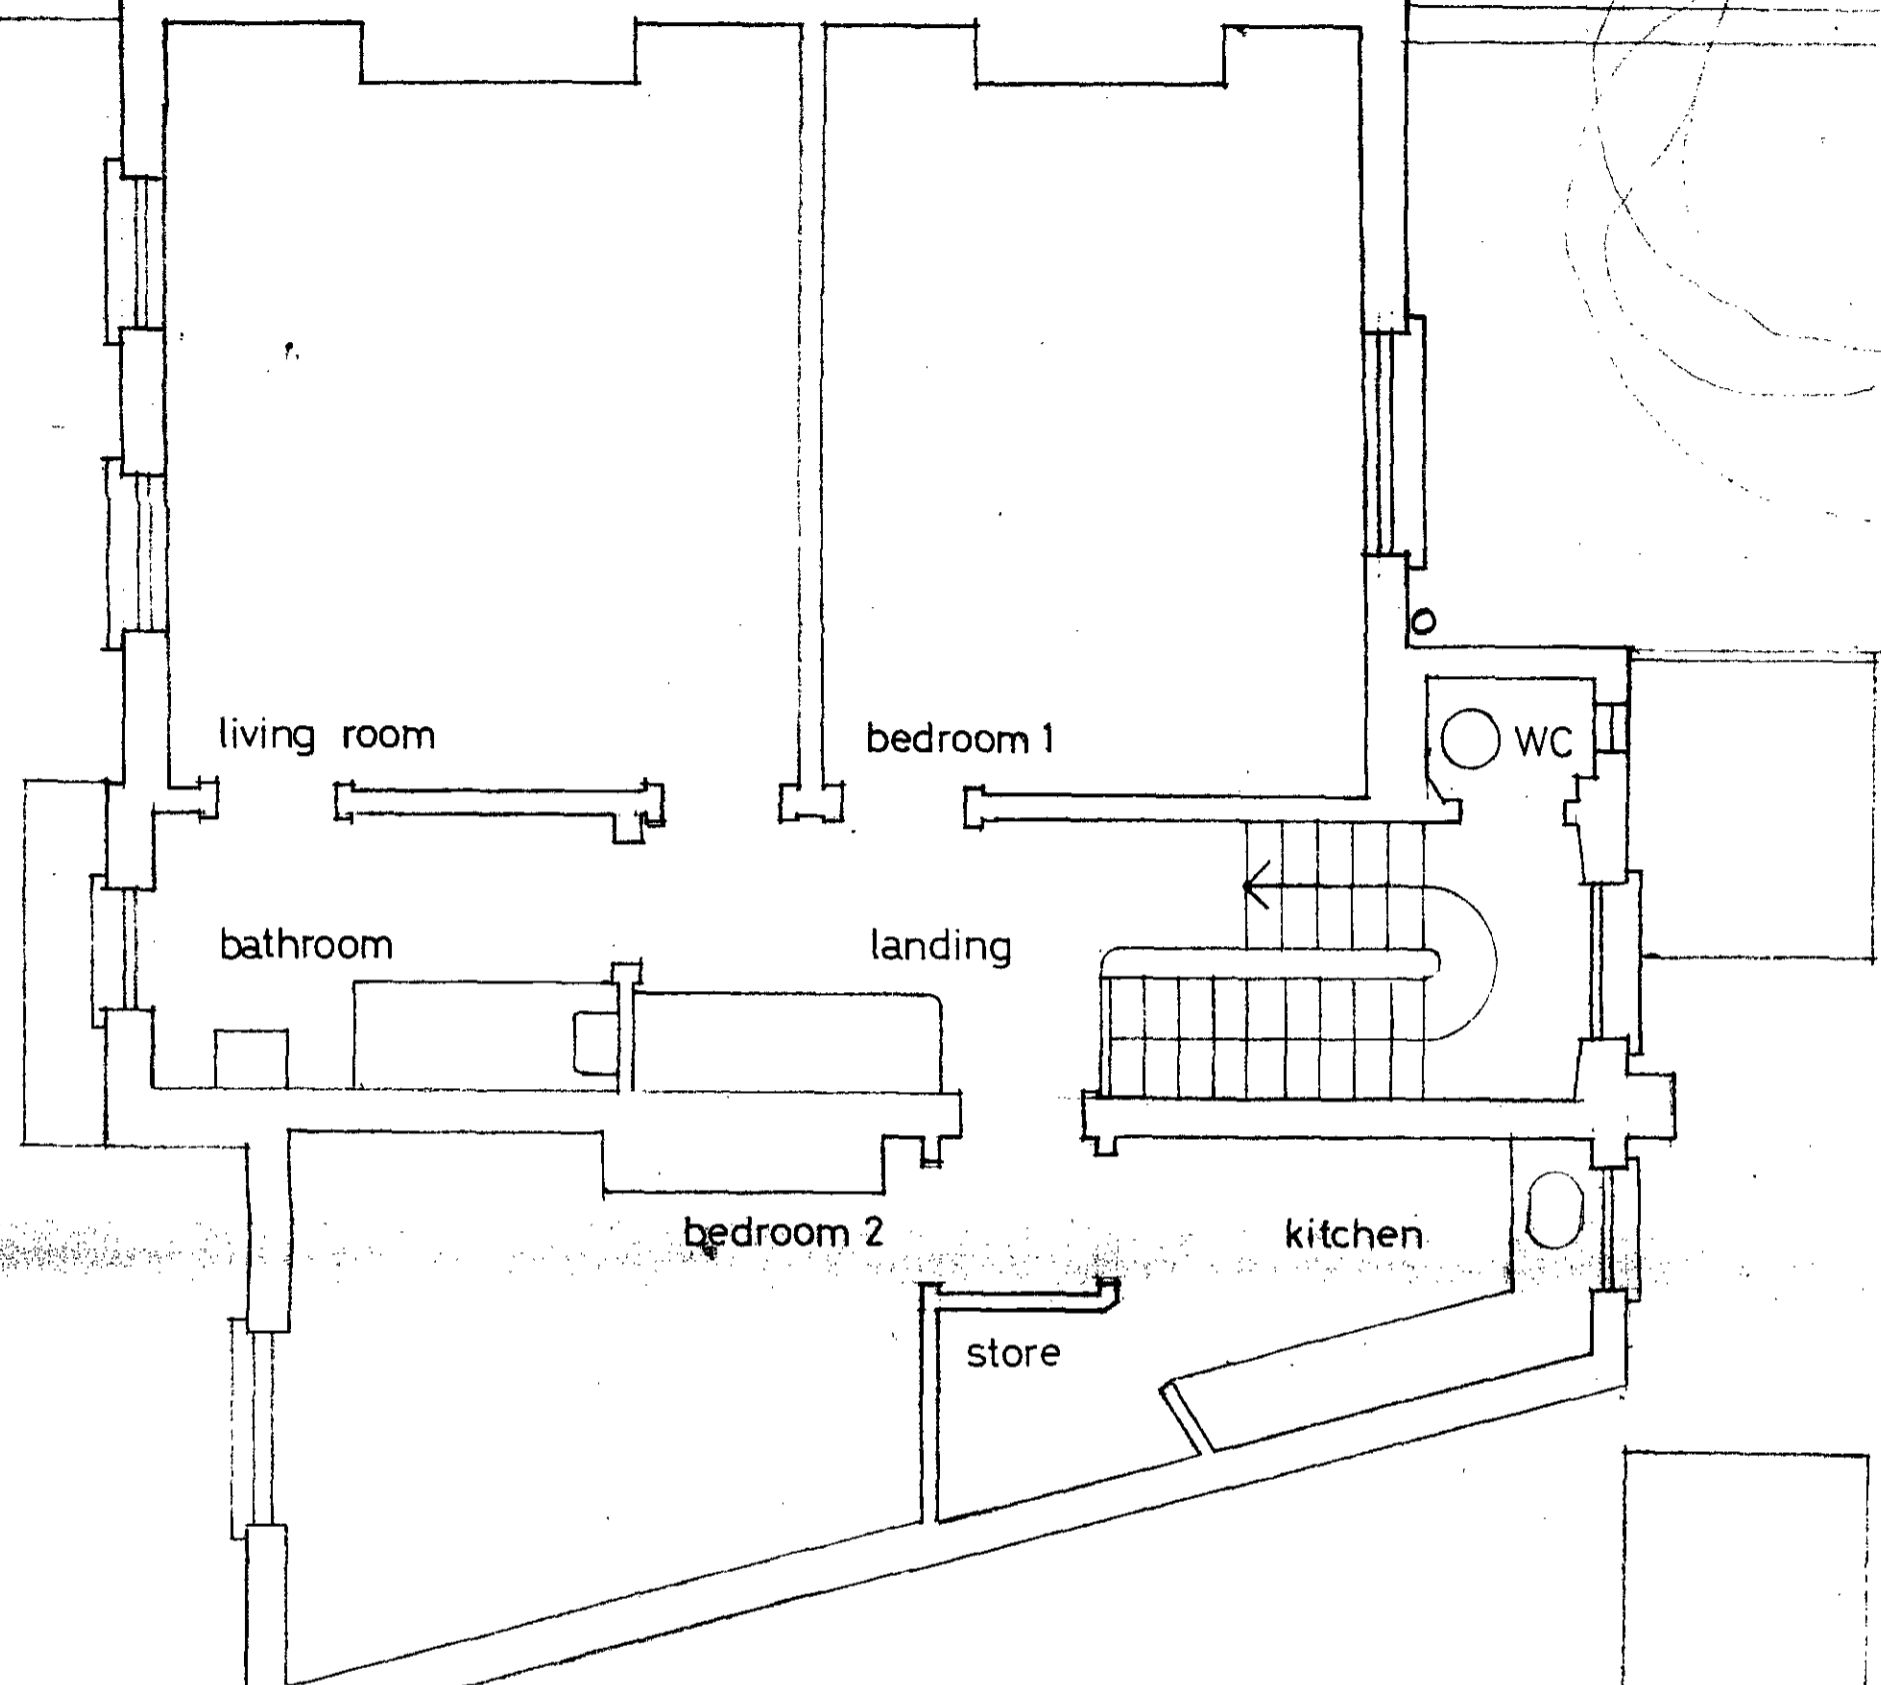 living room
bedroom 1
WC
bathroom
landing
bedroom 2
kitchen
store